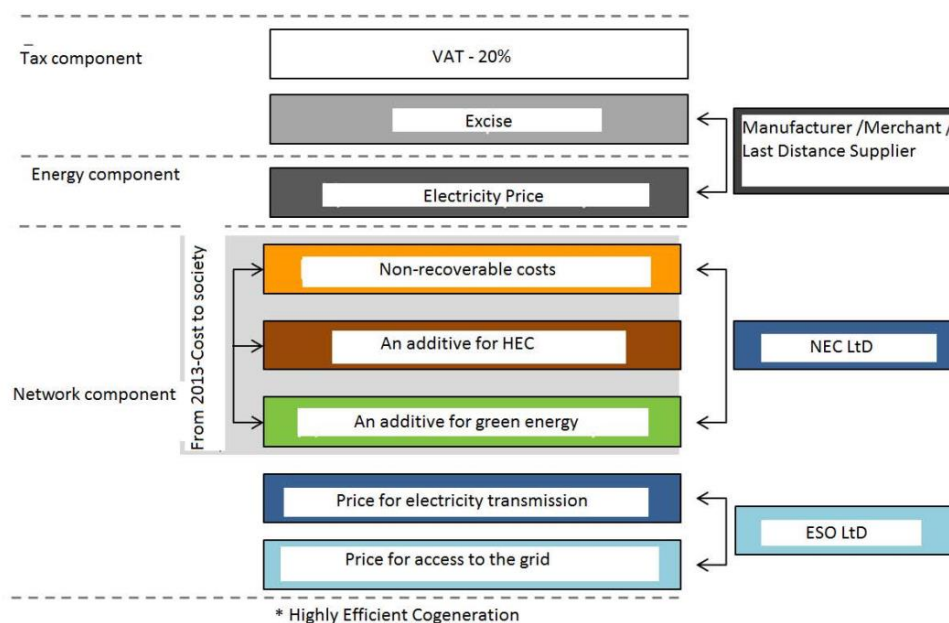 Tax component
VAT - 20%
Excise
Manufacturer /Merchant /
Last Distance Supplier
Energy component
Electricity Price
From 2013-Cost to society
Non-recoverable costs
An additive for HEC
NEC LtD
Network component
An additive for green energy
Price for electricity transmission
ESO LtD
Price for access to the grid
* Highly Efficient Cogeneration